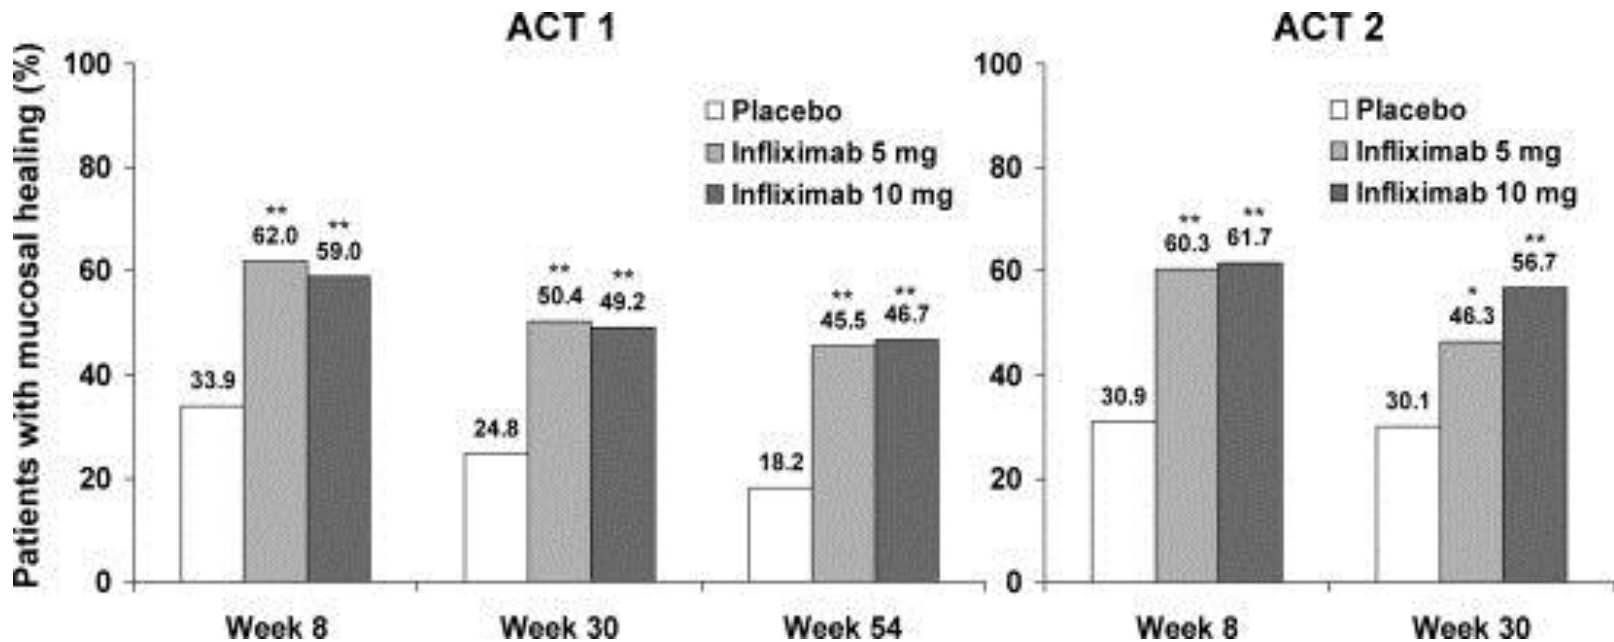 ACT 1
Patients with mucosal healing (%)
100
80
60
40
20
0
Placebo
Infliximab 5 mg
Infliximab 10 mg
33.9
**
62.0
**
59.0
24.8
**
50.4
**
49.2
18.2
**
45.5
**
46.7
Week 8
Week 30
Week 54
ACT 2
100
80
60
40
20
0
Placebo
Infliximab 5 mg
Infliximab 10 mg
30.9
**
60.3
**
61.7
30.1
*
46.3
**
56.7
Week 8
Week 30